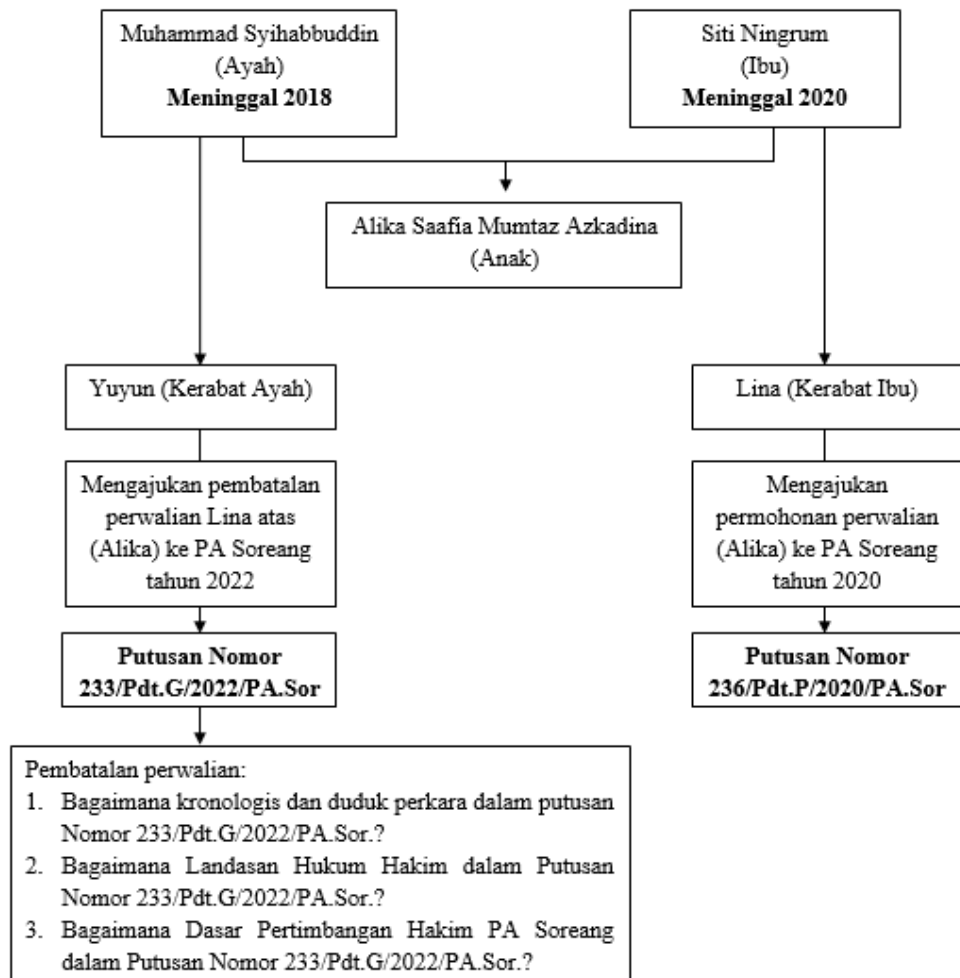 Muhammad Syihabbuddin
(Ayah)
Meninggal 2018
Siti Ningrum
(Ibu)
Meninggal 2020
Alika Saafia Mumtaz Azkadina
(Anak)
Yuyun (Kerabat Ayah)
Lina (Kerabat Ibu)
Mengajukan pembatalan
perwalian Lina atas
(Alika) ke PA Soreang
tahun 2022
Mengajukan
permohonan perwalian
(Alika) ke PA Soreang
tahun 2020
Putusan Nomor
233/Pdt.G/2022/PA.Sor
Putusan Nomor
236/Pdt.P/2020/PA.Sor
Pembatalan perwalian:
1. Bagaimana kronologis dan duduk perkara dalam putusan
Nomor 233/Pdt.G/2022/PA.Sor.?
2. Bagaimana Landasan Hukum Hakim dalam Putusan
Nomor 233/Pdt.G/2022/PA.Sor.?
3. Bagaimana Dasar Pertimbangan Hakim PA Soreang
dalam Putusan Nomor 233/Pdt.G/2022/PA.Sor.?